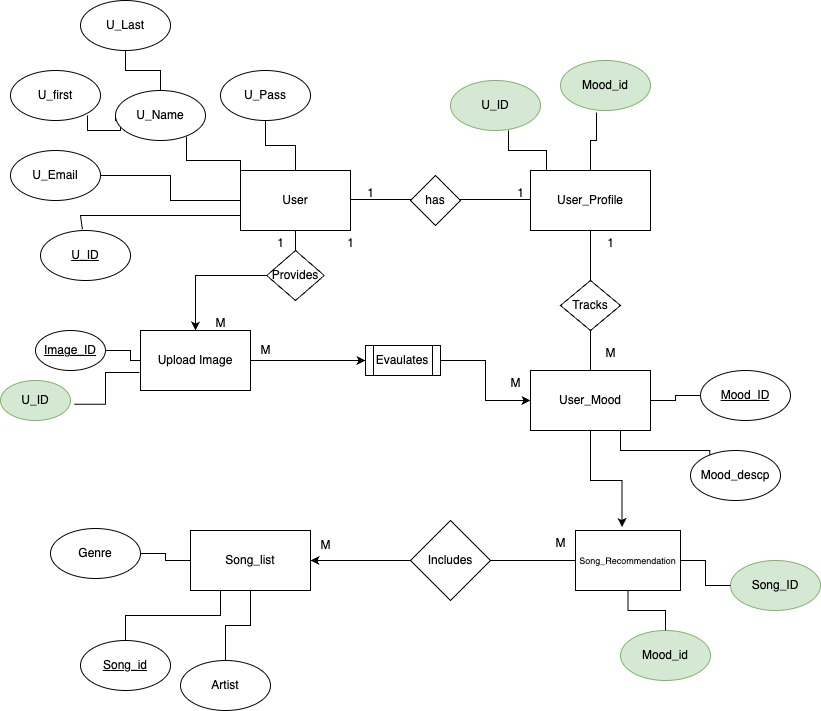 U_Last
U_first
U_Name
U_Pass
U_ID
Mood_id
U_Email
User
1
has
1
User_Profile
U_ID
1
1
1
Provides
Tracks
M
Image_ID
Upload Image
M
Evaulates
M
M
U_ID
User_Mood
Mood_ID
Mood_descp
Genre
Song_list
M
Includes
M
Song_Recommendation
Song_ID
Song_id
Artist
Mood_id